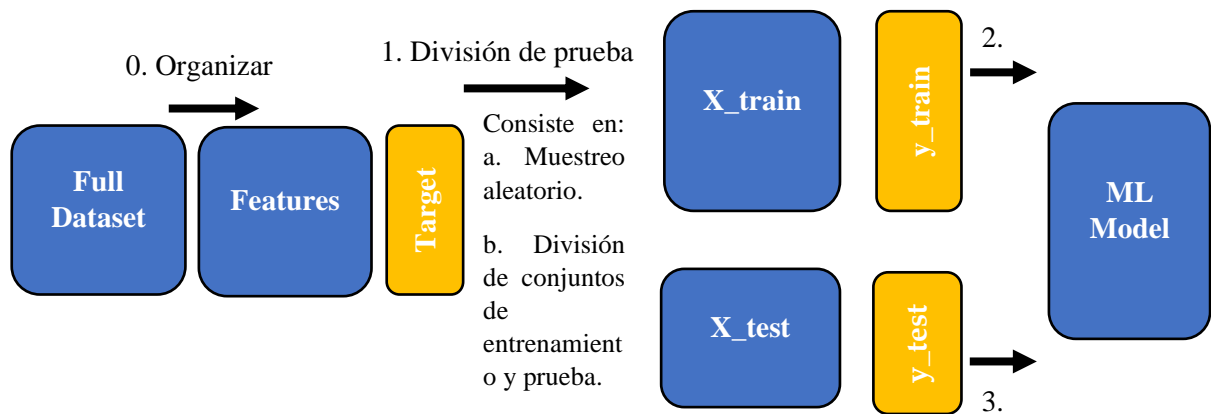 0. Organizar
Full
Dataset
Features
Target
1. División de prueba
Consiste en:
a. Muestreo
aleatorio.
b. División
de conjuntos
de
entrenamient
o y prueba.
X_train
y_train
2.
X_test
y_test
3.
ML
Model